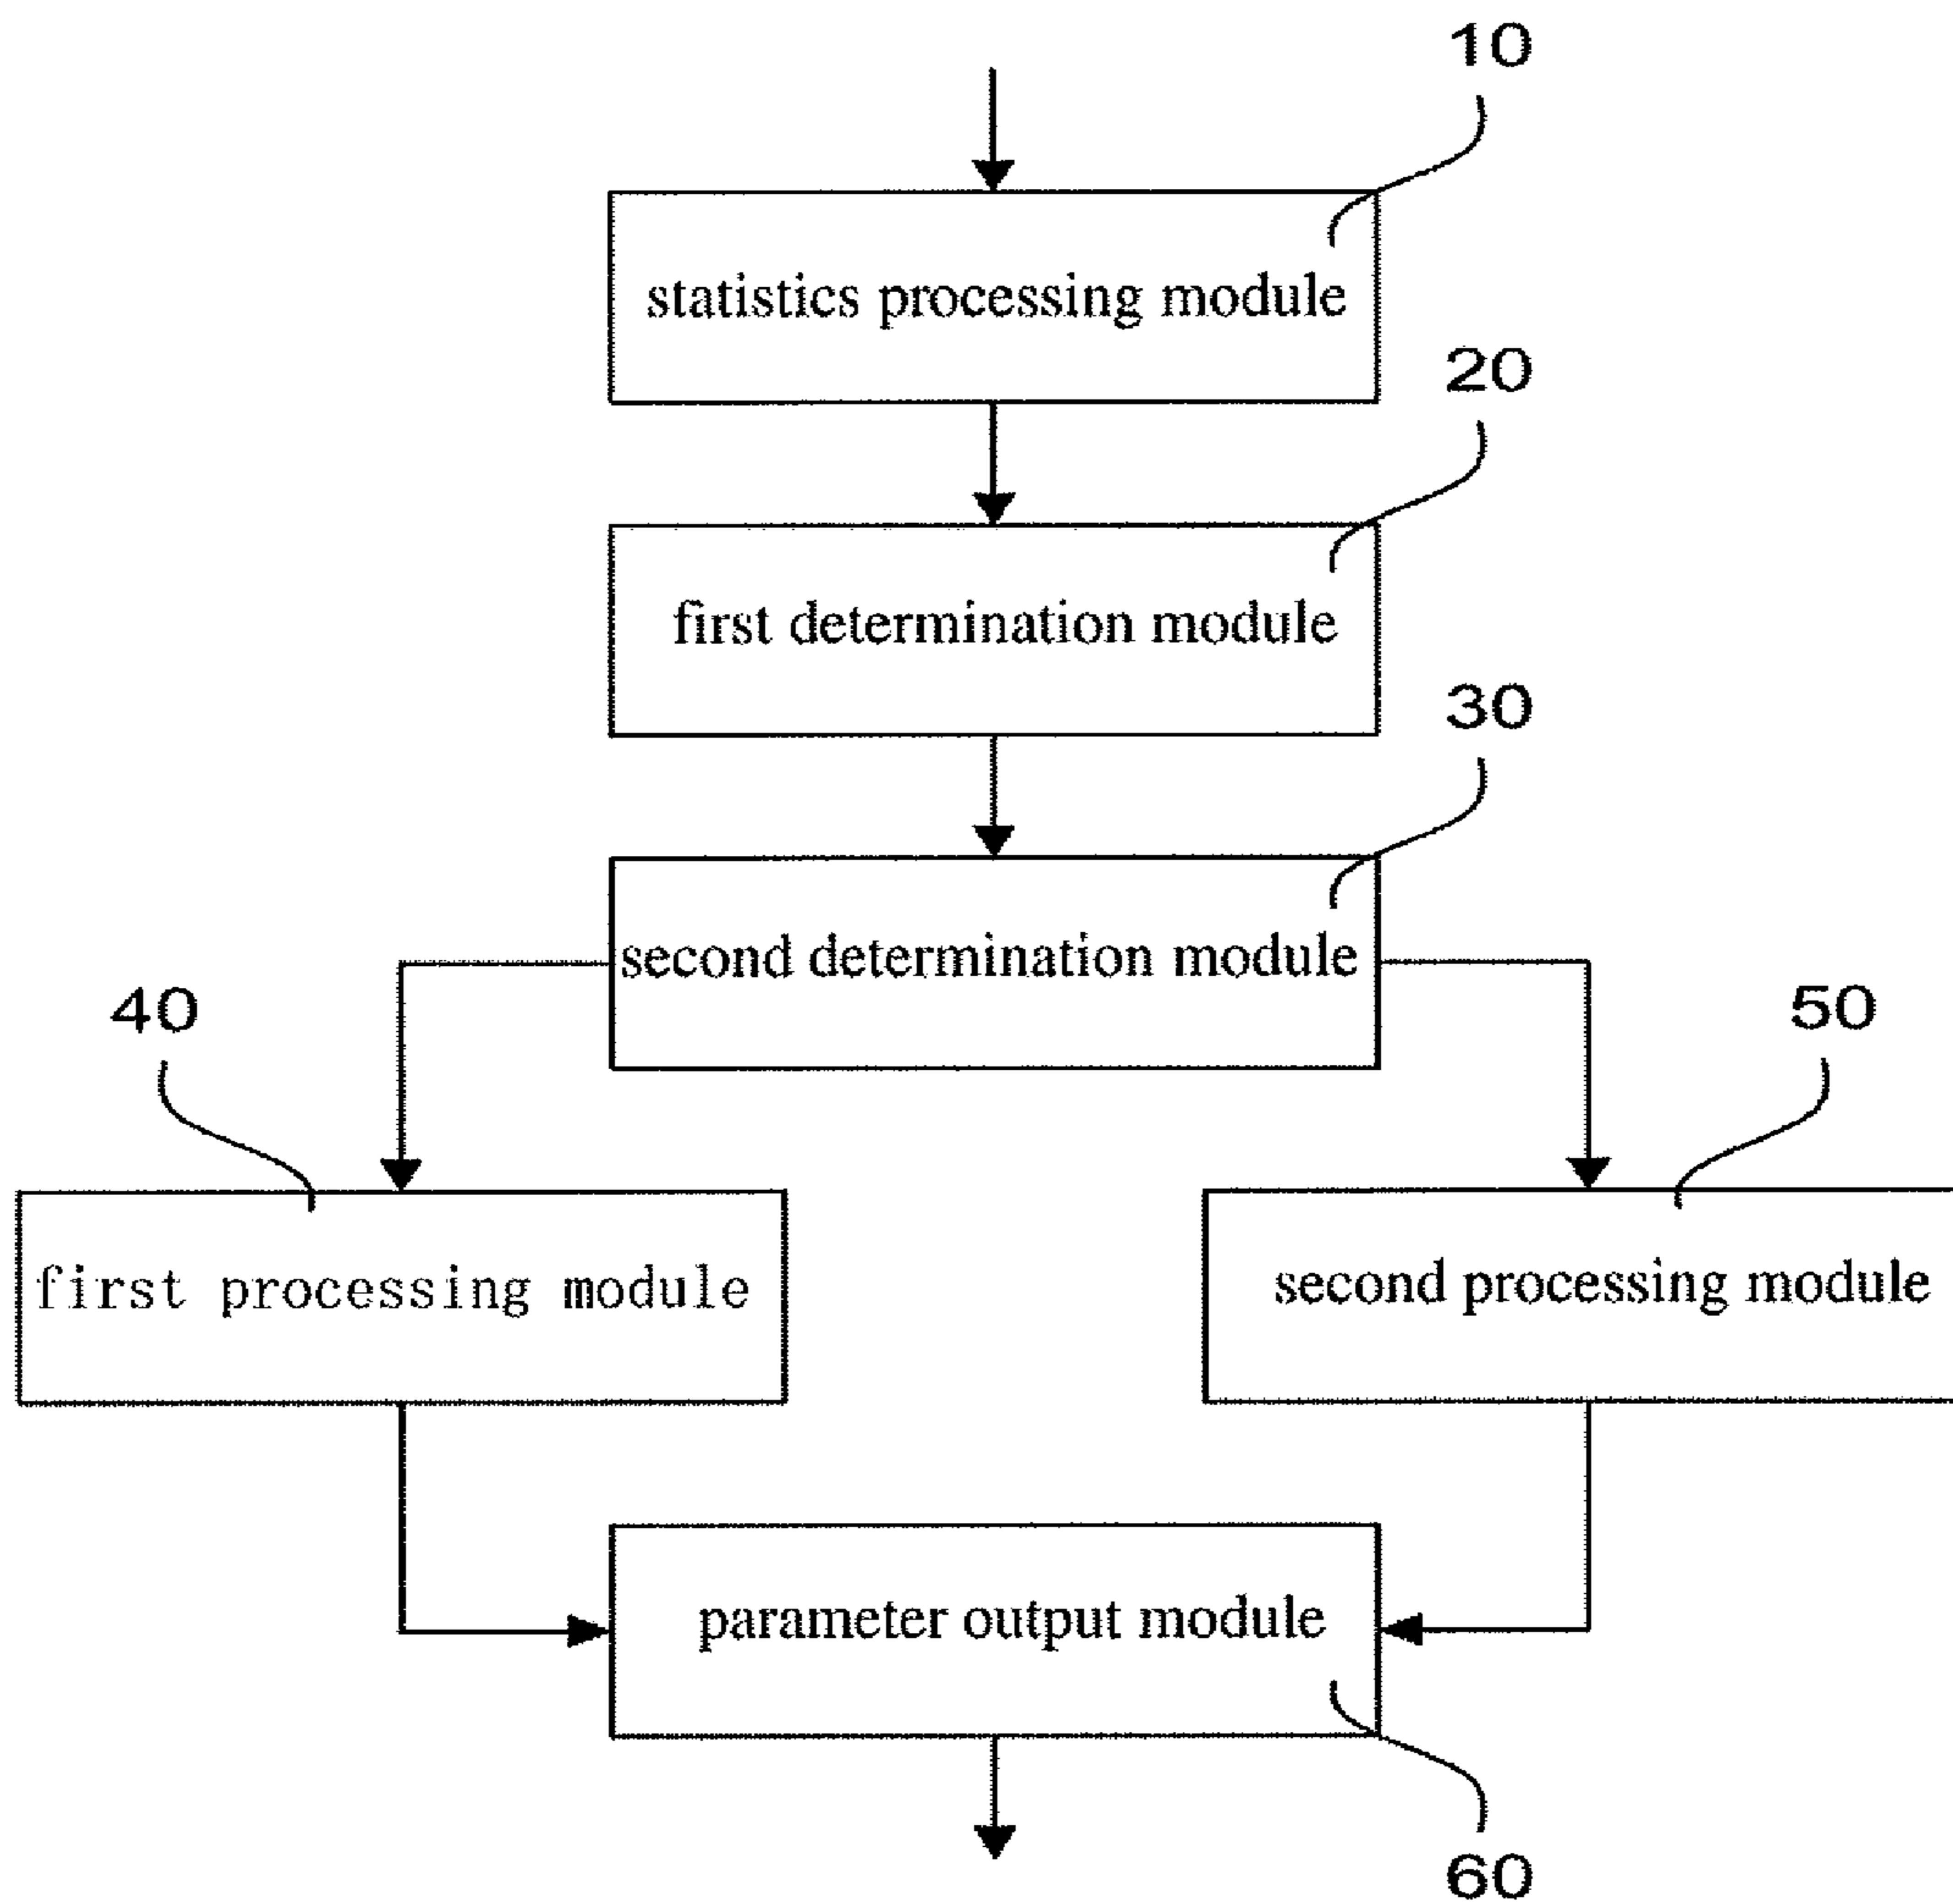 10
statistics processing module
20
first determination module
30
second determination module
40
50
first processing module
second processing module
parameter output module
60